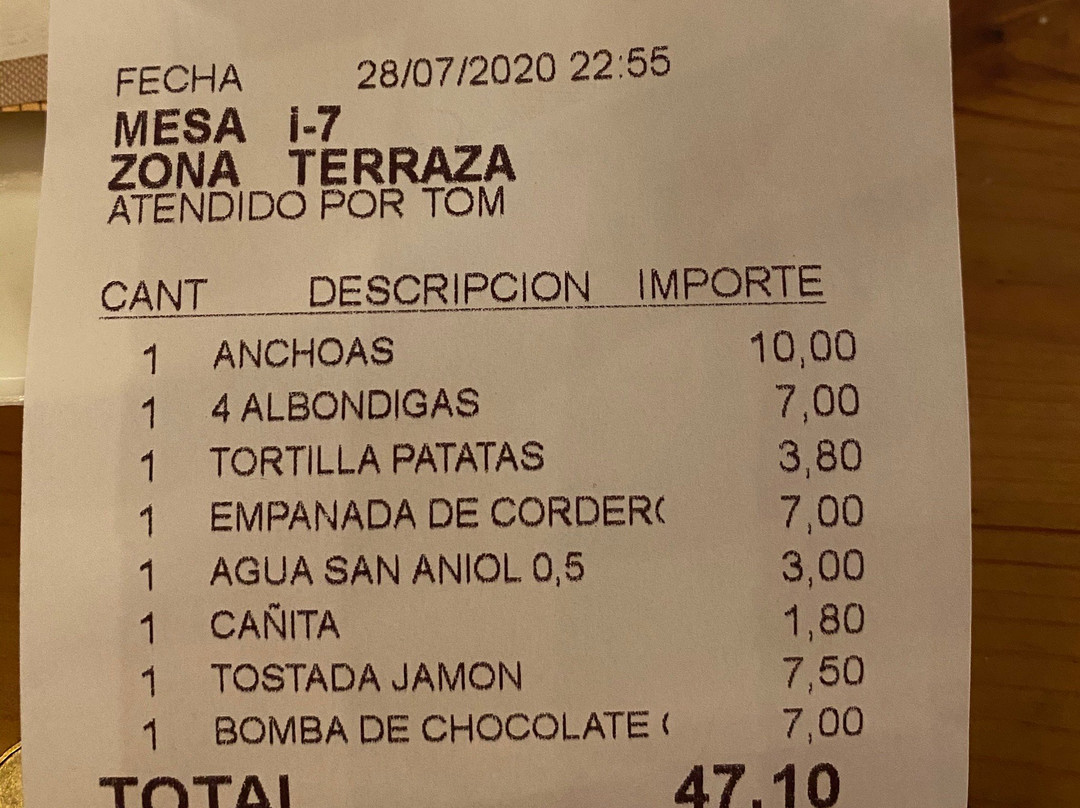 FECHA 28/07/2020 22:55
MESA i-7
ZONA TERRAZA
ATENDIDO POR TOM
CANT DESCRIPCION IMPORTE
1 ANCHOAS 10,00
1 4 ALBONDIGAS 7,00
1 TORTILLA PATATAS 3,80
1 EMPANADA DE CORDERO 7,00
1 AGUA SAN ANIOL 0,5 3,00
1 CAÑITA 1,80
1 TOSTADA JAMON 7,50
1 BOMBA DE CHOCOLATE 7,00
TOTAL 47,10